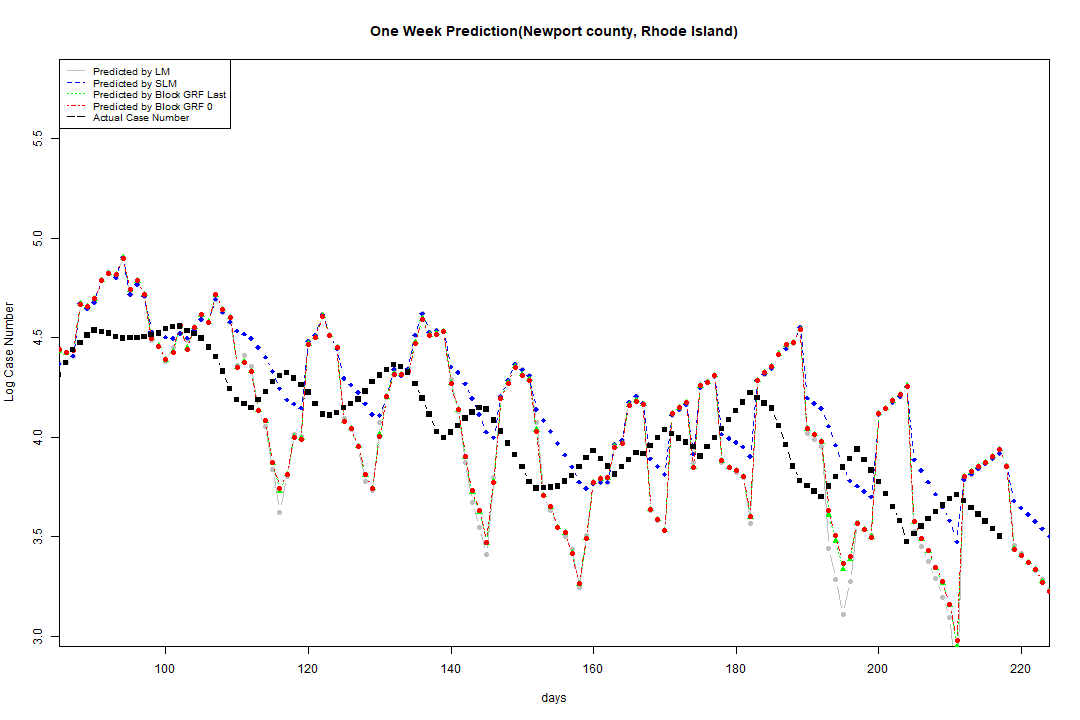 One Week Prediction(Newport county, Rhode Island)
Predicted by LM
Predicted by SLM
Predicted by Block GRF Last
Predicted by Block GRF 0
Actual Case Number
Log Case Number
5.5
5.0
4.5
4.0
3.5
3.0
100 120 140 160 180 200 220
days